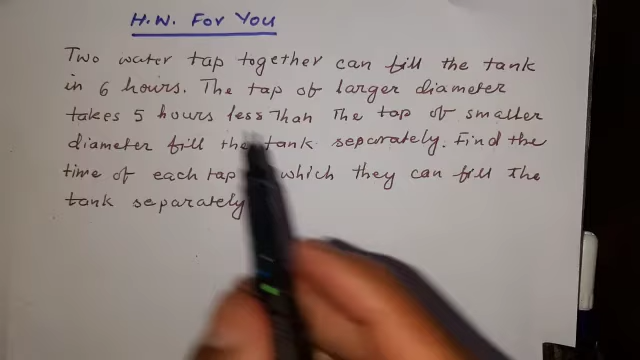 H.W. For You
Two water tap together can fill the tank
in 6 hours. The tap of larger diameter
takes 5 hours less Than The tap of smaller
diameter fill the tank separately. Find the
time of each tap which they can fill The
tank separately